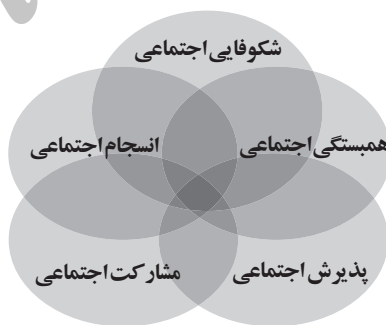 شکوفایی اجتماعی
همبستگی اجتماعی
انسجام اجتماعی
پذیرش اجتماعی
مشارکت اجتماعی